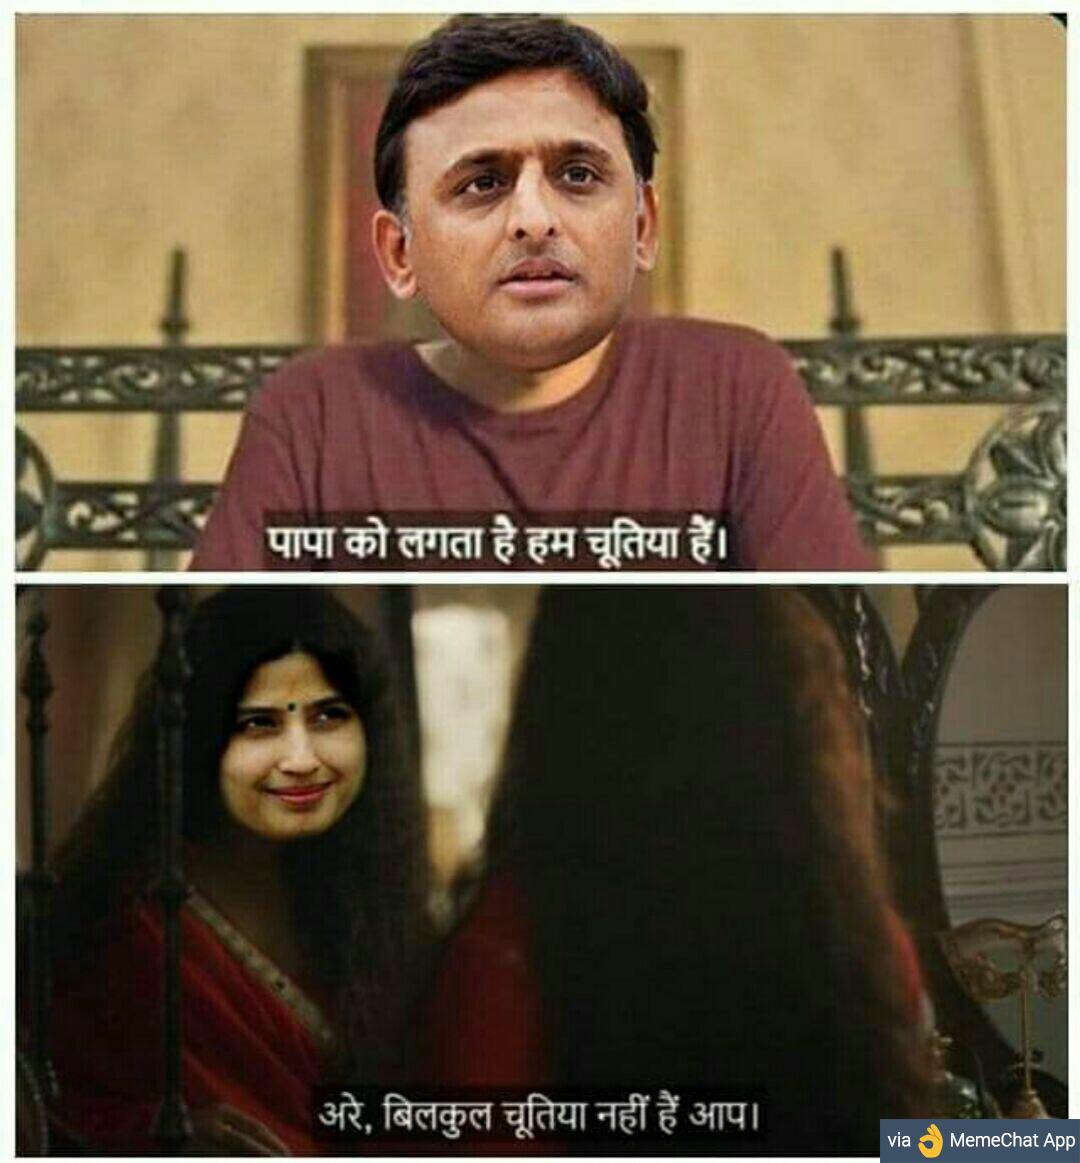 पापा को लगता है हम चूतिया हैं।
अरे, बिलकुल चूतिया नहीं हैं आप।
via 👌 MemeChat App